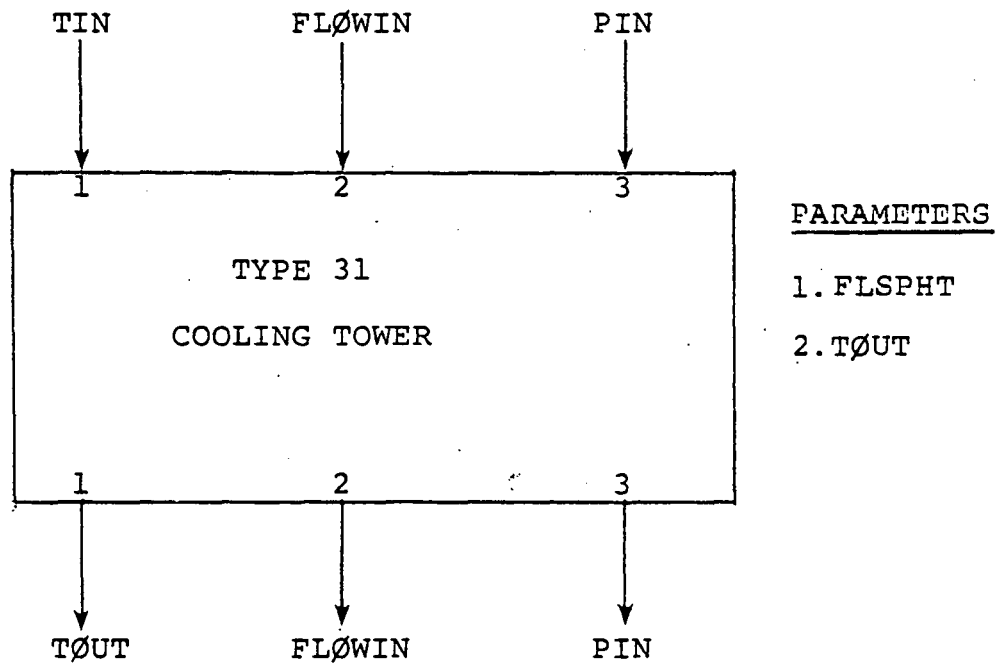 TIN FLØWIN PIN
1 2 3
PARAMETERS
TYPE 31
1. FLSPHT
COOLING TOWER
2. TØUT
1 2 3
TØUT FLØWIN PIN